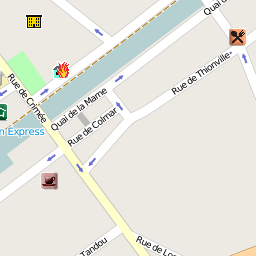 Quai d
Rue de Crimée
Quai de la Marne
Rue de Thionville
n Express
Rue de Colmar
Tandou
Rue de Lo